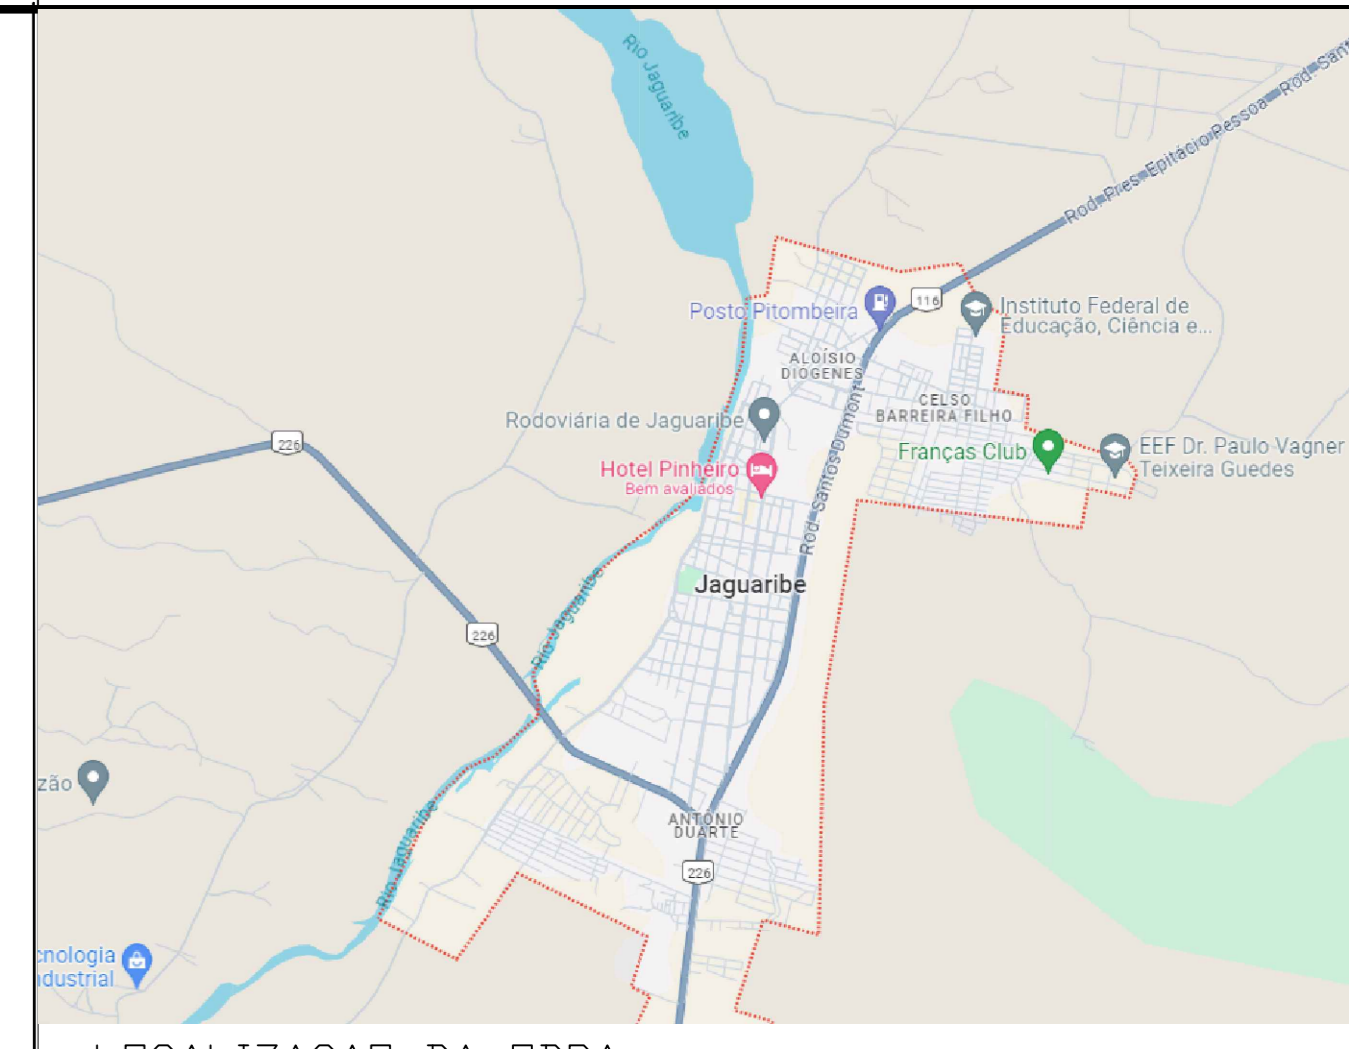 Rio Jaguaribe
Rod. Pres. Epitácio Pessoa
Rod. Sant
Posto Pitombeira
116
Instituto Federal de
Educação, Ciência e...
ALOÍSIO
DIOGENES
CELSO
BARREIRA FILHO
Rodoviária de Jaguaribe
Rod. Santos Dumont
226
Franças Club
EEF Dr. Paulo Vagner
Teixeira Guedes
Hotel Pinheiro
Bem avaliados
Jaguaribe
Rio Jaguaribe
226
zão
ANTÔNIO
DUARTE
Rio Jaguaribe
226
cnologia
ndustrial